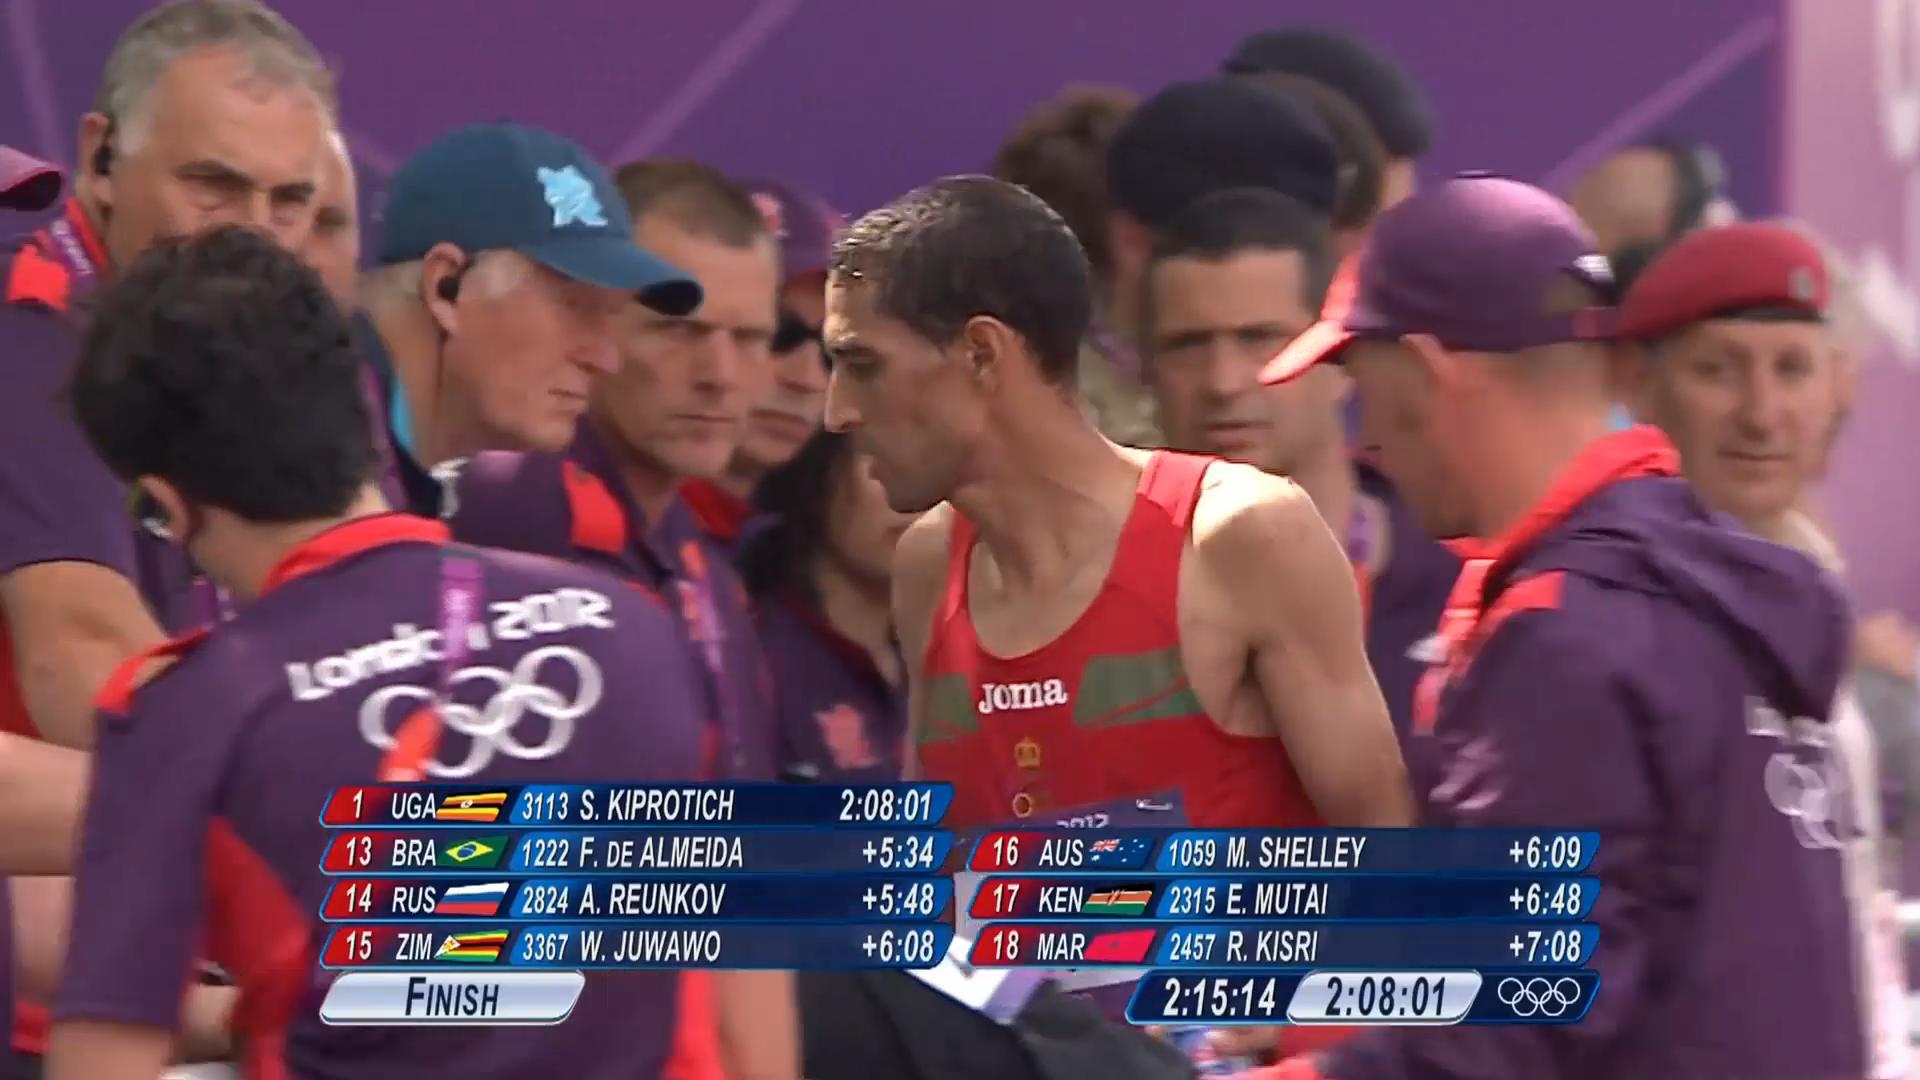 London 2012
Joma
2012
1 UGA 3113 S. KIPROTICH 2:08:01
13 BRA 1222 F. DE ALMEIDA +5:34
14 RUS 2824 A. REUNKOV +5:48
15 ZIM 3367 W. JUWAWO +6:08
16 AUS 1059 M. SHELLEY +6:09
17 KEN 2315 E. MUTAI +6:48
18 MAR 2457 R. KISRI +7:08
FINISH
2:15:14 2:08:01